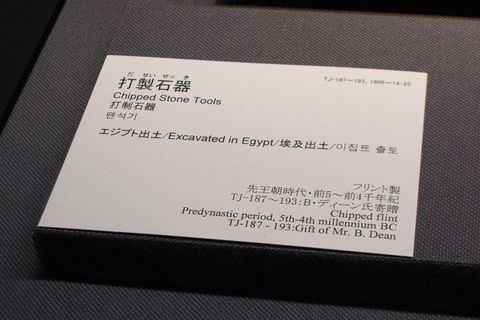 だ せい せっ き
打製石器
TJ-187〜193, 1805〜14-25
Chipped Stone Tools
打制石器
뗀석기
エジプト出土/Excavated in Egypt/埃及出土/이집트 출토
フリント製
先王朝時代・前5〜前4千年紀
TJ-187〜193:B・ディーン氏寄贈
Chipped flint
Predynastic period, 5th-4th millennium BC
TJ-187 - 193:Gift of Mr. B. Dean